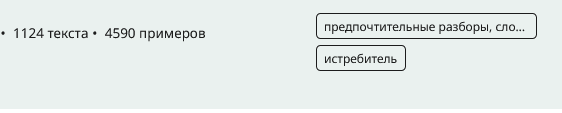 • 1124 текста • 4590 примеров
предпочтительные разборы, сло...
истребитель